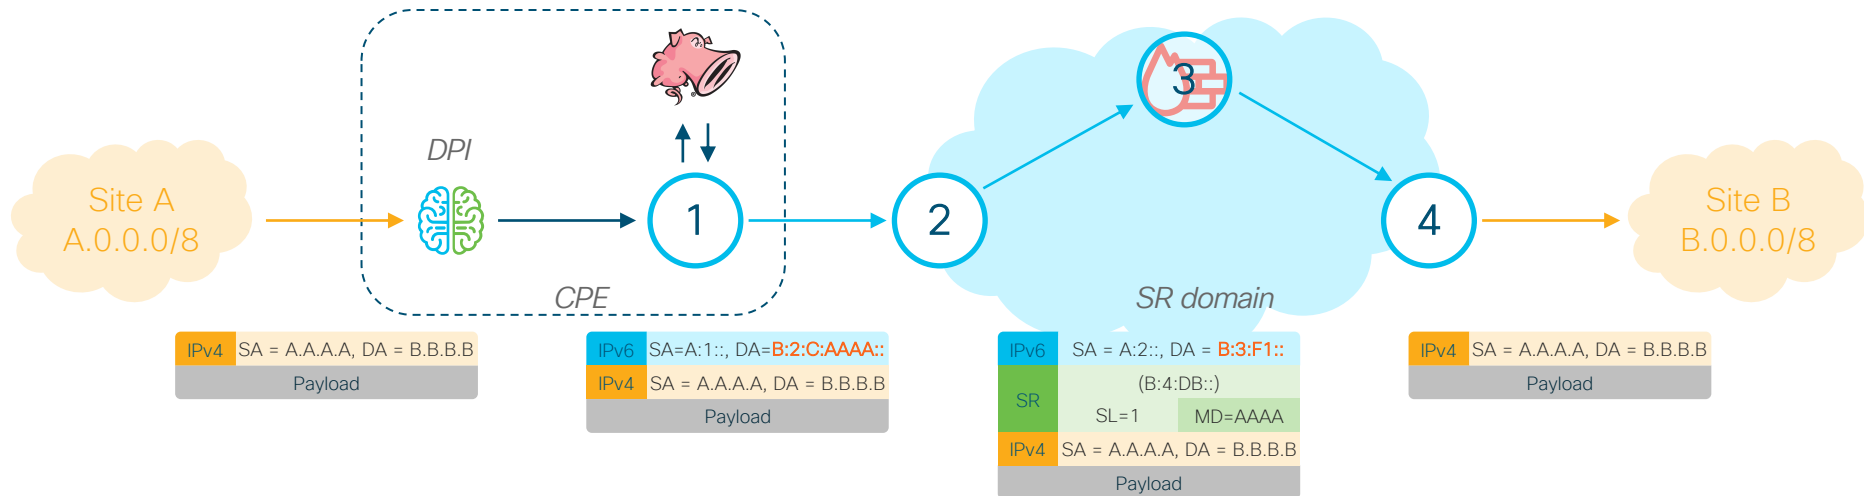 3
DPI
Site A
A.0.0.0/8
1
2
4
Site B
B.0.0.0/8
CPE
SR domain
IPv4 SA = A.A.A.A, DA = B.B.B.B
Payload
IPv6 SA=A:1::, DA=B:2:C:AAAA::
IPv4 SA = A.A.A.A, DA = B.B.B.B
Payload
IPv6 SA = A:2::, DA = B:3:F1::
SR
(B:4:DB::)
SL=1 MD=AAAA
IPv4 SA = A.A.A.A, DA = B.B.B.B
Payload
IPv4 SA = A.A.A.A, DA = B.B.B.B
Payload